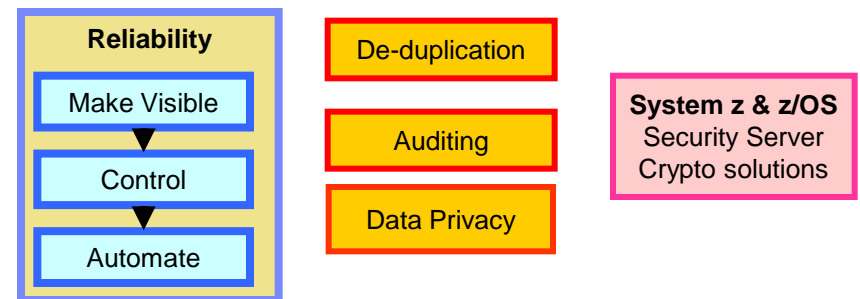 Reliability
Make Visible
Control
Automate
De-duplication
Auditing
Data Privacy
System z & z/OS
Security Server
Crypto solutions